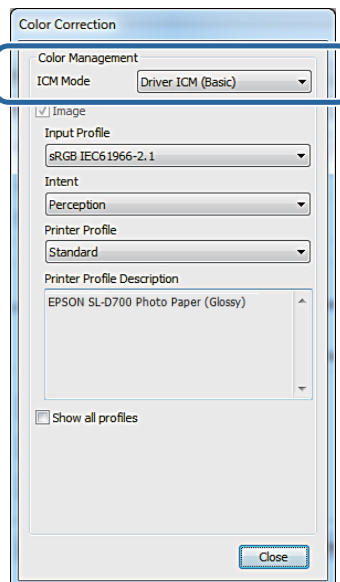 Color Correction
Color Management
ICM Mode Driver ICM (Basic)
Image
Input Profile
sRGB IEC61966-2.1
Intent
Perception
Printer Profile
Standard
Printer Profile Description
EPSON SL-D700 Photo Paper (Glossy)
Show all profiles
Close